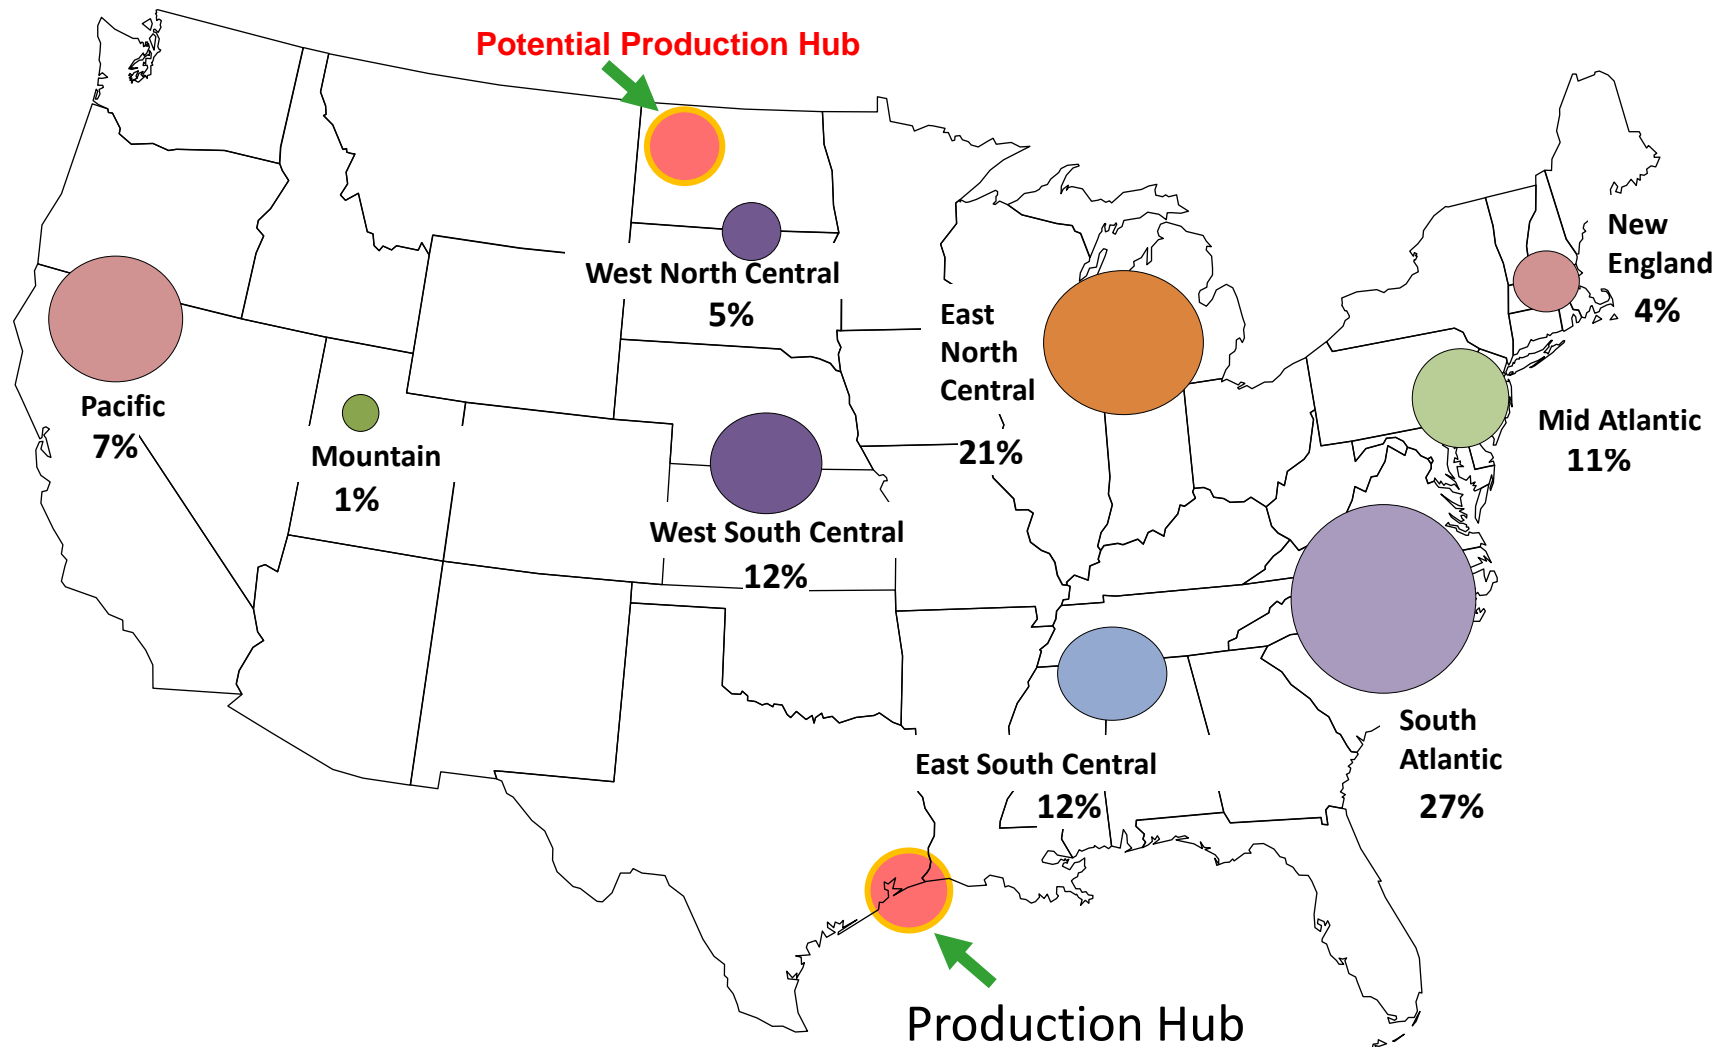 Potential Production Hub
New
England
4%
West North Central
5%
East
North
Central
21%
Pacific
7%
Mountain
1%
Mid Atlantic
11%
West South Central
12%
South
Atlantic
27%
East South Central
12%
Production Hub